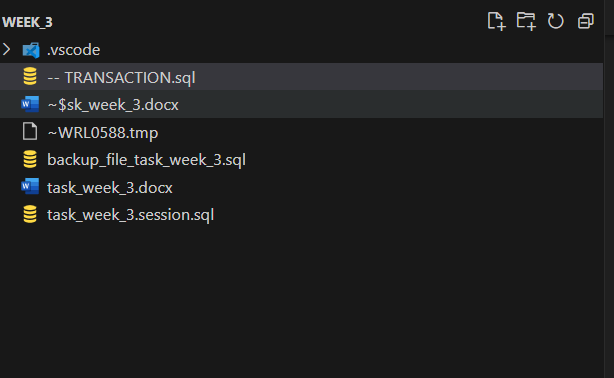 WEEK_3
.vscode
-- TRANSACTION.sql
~$sk_week_3.docx
~WRL0588.tmp
backup_file_task_week_3.sql
task_week_3.docx
task_week_3.session.sql